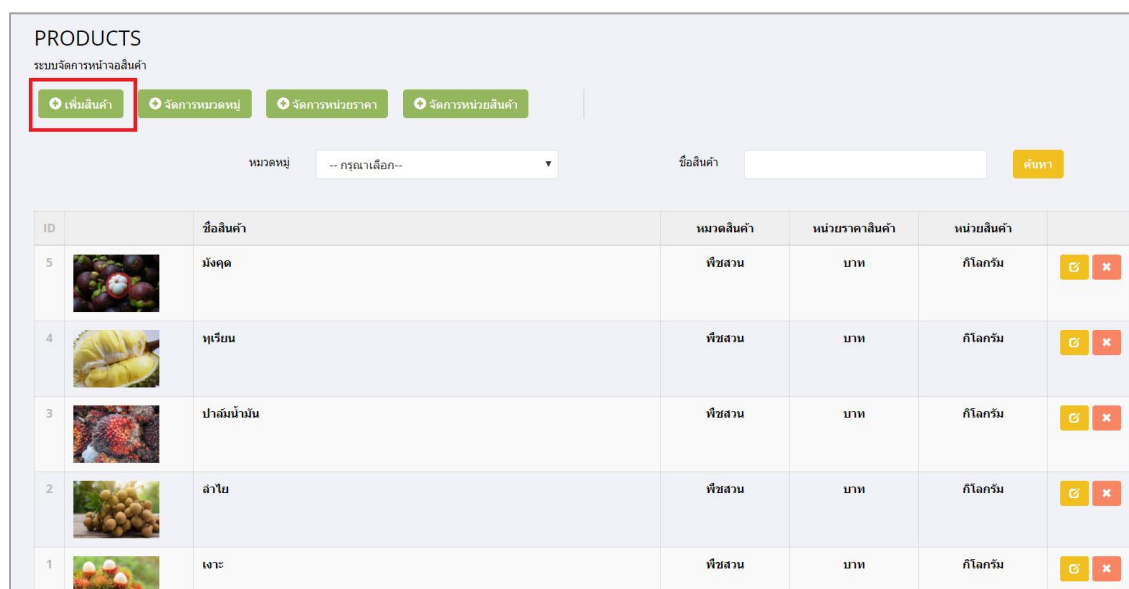 PRODUCTS
ระบบจัดการหน้าจอสินค้า
เพิ่มสินค้า จัดการหมวดหมู่ จัดการหน่วยราคา จัดการหน่วยสินค้า
หมวดหมู่ -- กรุณาเลือก-- ชื่อสินค้า ค้นหา
ID ชื่อสินค้า หมวดสินค้า หน่วยราคาสินค้า หน่วยสินค้า
5 มังคุด พืชสวน บาท กิโลกรัม
4 ทุเรียน พืชสวน บาท กิโลกรัม
3 ปาล์มน้ำมัน พืชสวน บาท กิโลกรัม
2 ลำไย พืชสวน บาท กิโลกรัม
1 เงาะ พืชสวน บาท กิโลกรัม